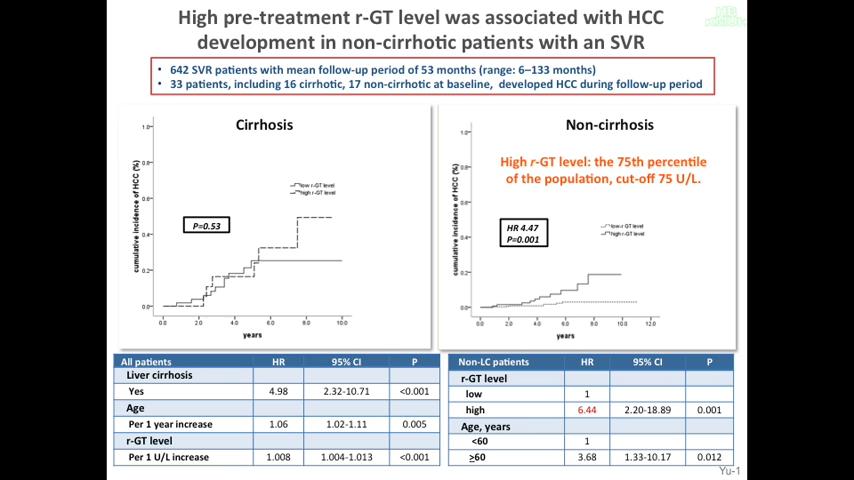 High pre-treatment r-GT level was associated with HCC
development in non-cirrhotic patients with an SVR
• 642 SVR patients with mean follow-up period of 53 months (range: 6–133 months)
• 33 patients, including 16 cirrhotic, 17 non-cirrhotic at baseline, developed HCC during follow-up period
Cirrhosis
cumulative incidence of HCC (%)
1.0
0.8
0.6
0.4
0.2
0.0
low r-GT level
high r-GT level
P=0.53
0.0 2.0 4.0 6.0 8.0 10.0
years
Non-cirrhosis
High r-GT level: the 75th percentile
of the population, cut-off 75 U/L.
cumulative incidence of HCC (%)
1.0
0.8
0.6
0.4
0.2
0.0
HR 4.47
P=0.001
low r-GT level
high r-GT level
0.0 2.0 4.0 6.0 8.0 10.0 12.0
years
All patients HR 95% CI P
Liver cirrhosis
Yes 4.98 2.32-10.71 <0.001
Age
Per 1 year increase 1.06 1.02-1.11 0.005
r-GT level
Per 1 U/L increase 1.008 1.004-1.013 <0.001
Non-LC patients HR 95% CI P
r-GT level
low 1
high 6.44 2.20-18.89 0.001
Age, years
<60 1
≥60 3.68 1.33-10.17 0.012
Yu-1